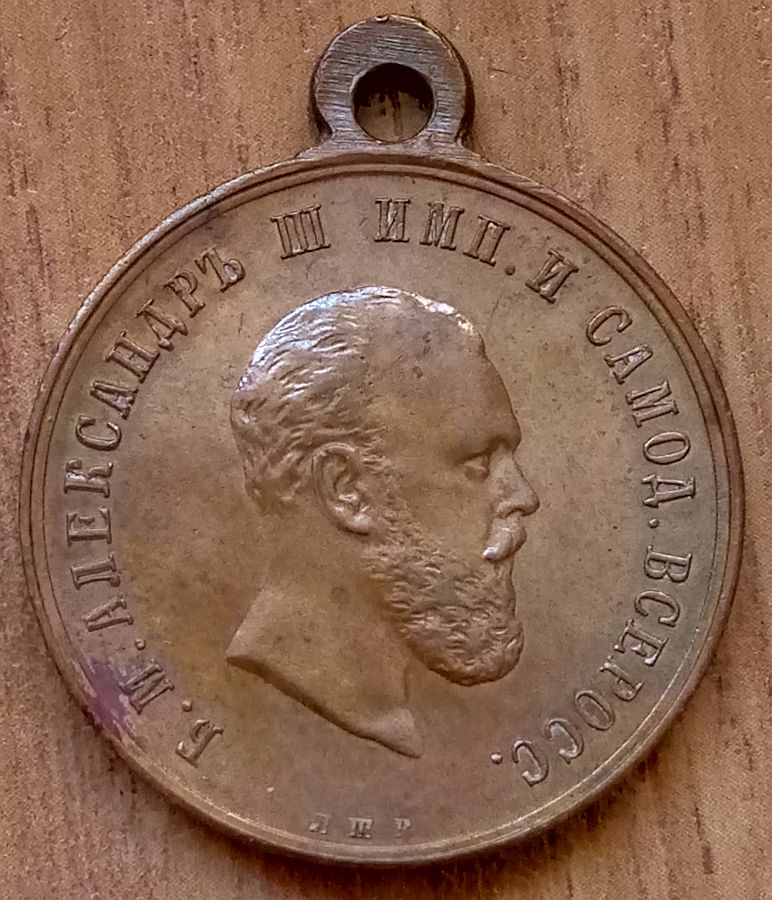 Б. М. АЛЕКСАНДРЪ III ИМП. И САМОД. ВСЕРОСС.
Л Ш Р